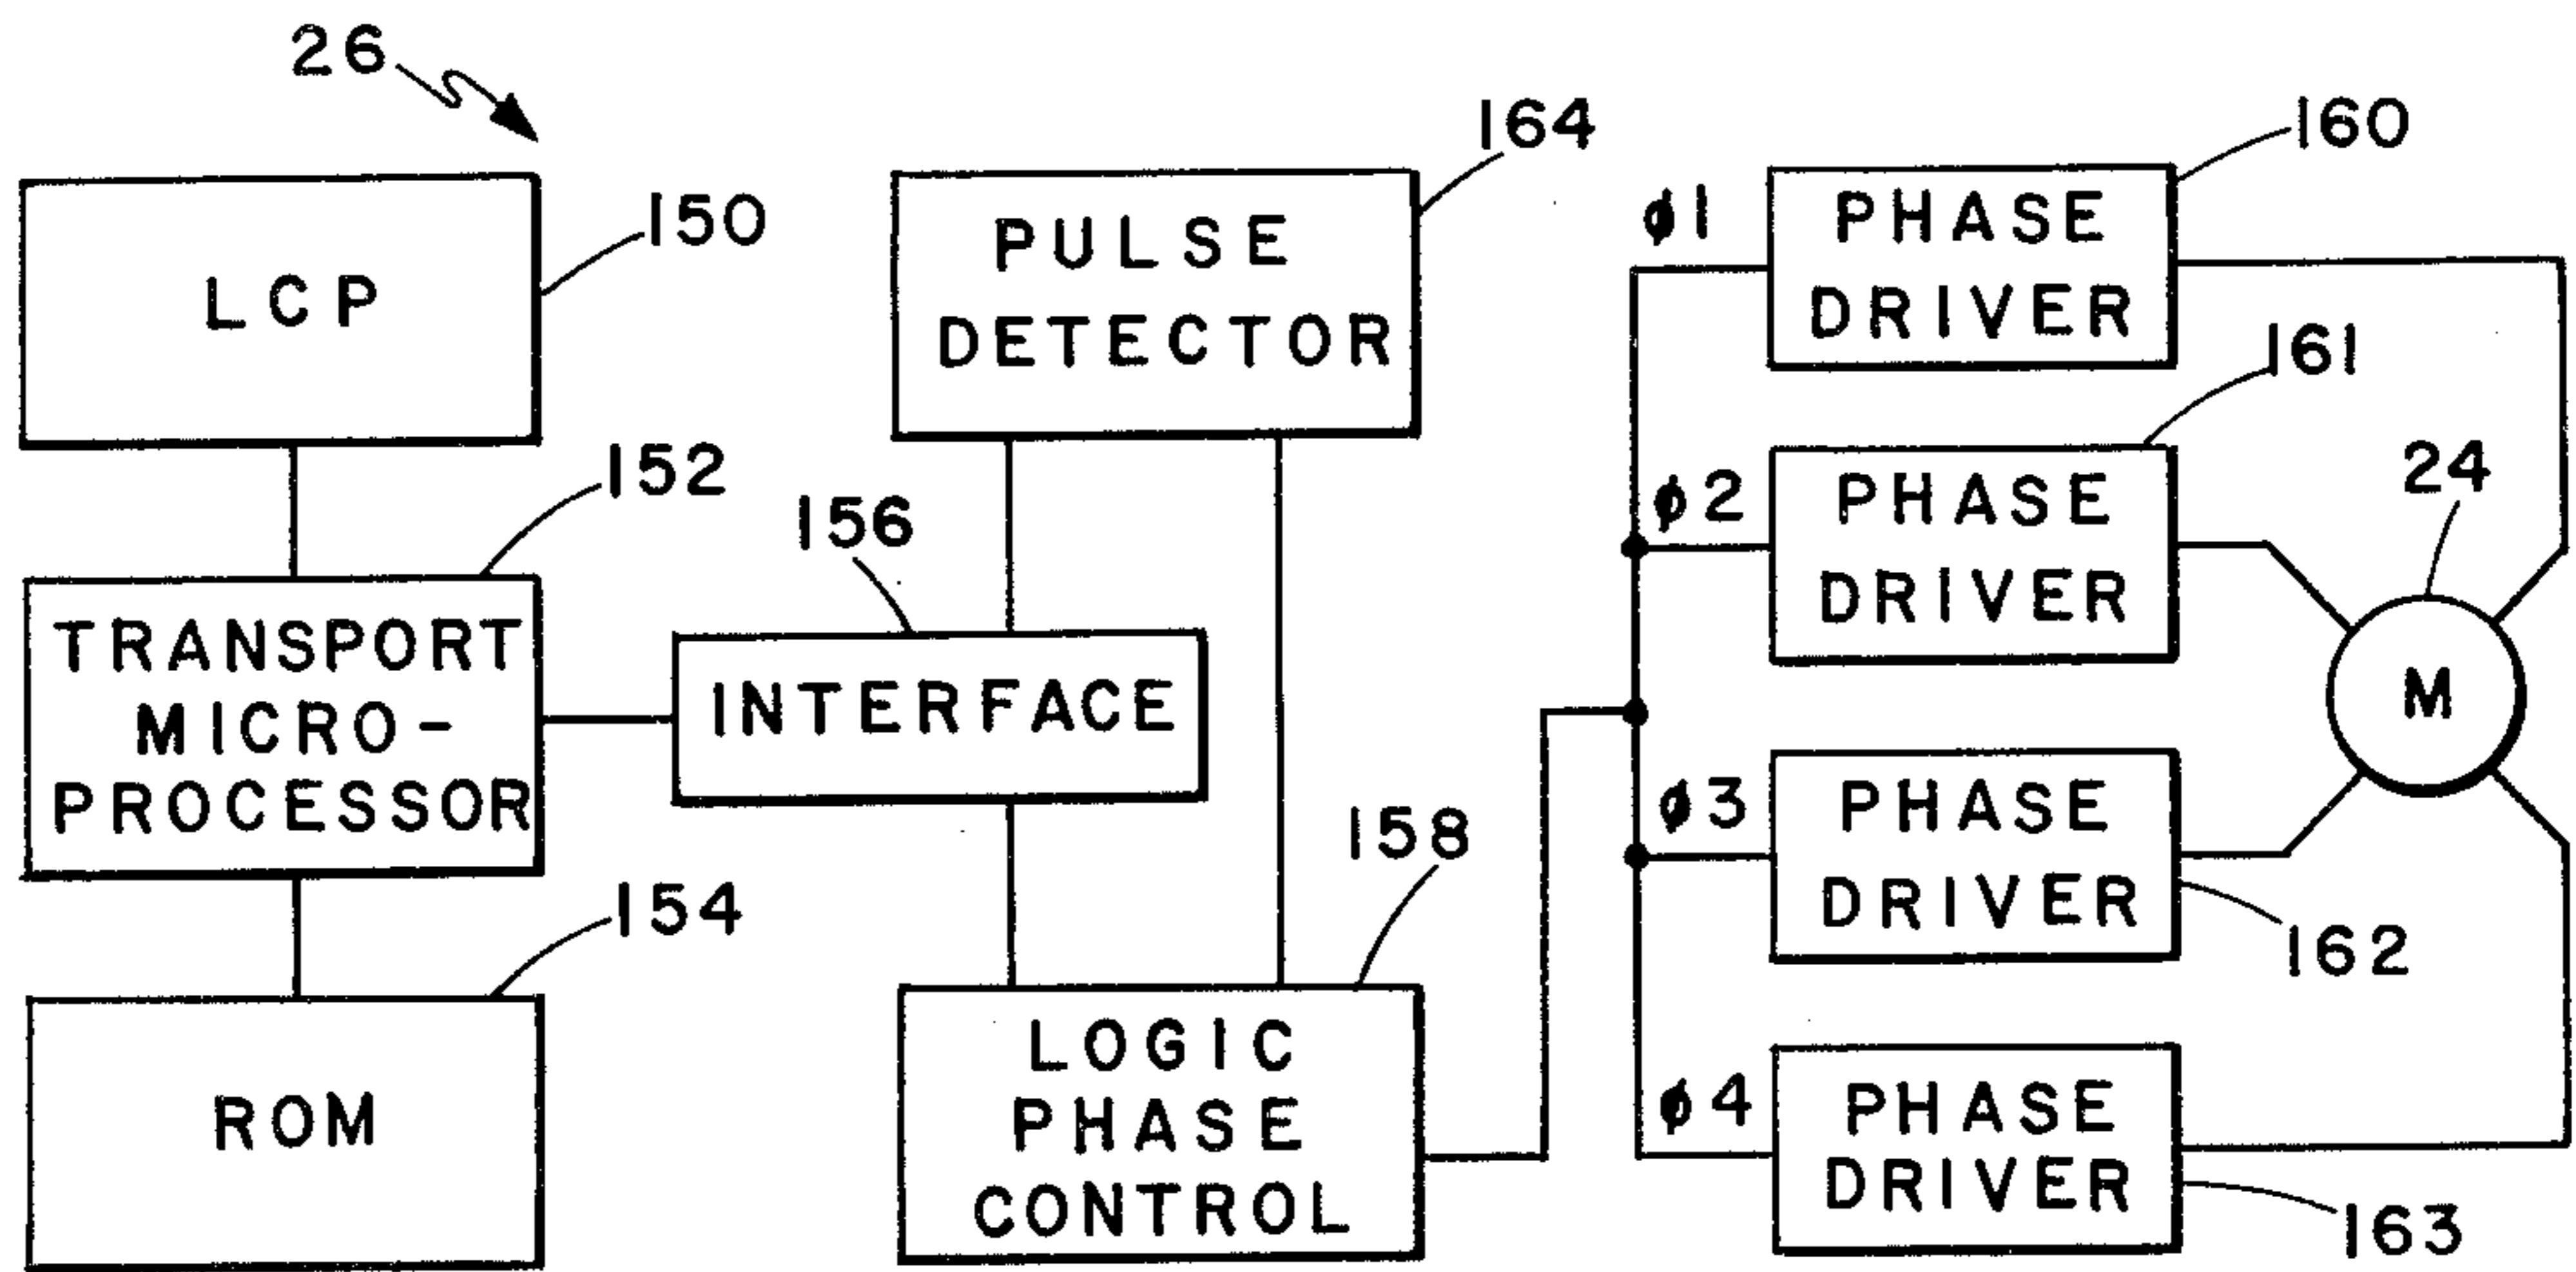 26
LCP
150
TRANSPORT
MICRO-
PROCESSOR
152
ROM
154
INTERFACE
156
PULSE
DETECTOR
164
LOGIC
PHASE
CONTROL
158
ϕ1
PHASE
DRIVER
160
ϕ2
PHASE
DRIVER
161
ϕ3
PHASE
DRIVER
162
ϕ4
PHASE
DRIVER
163
24
M